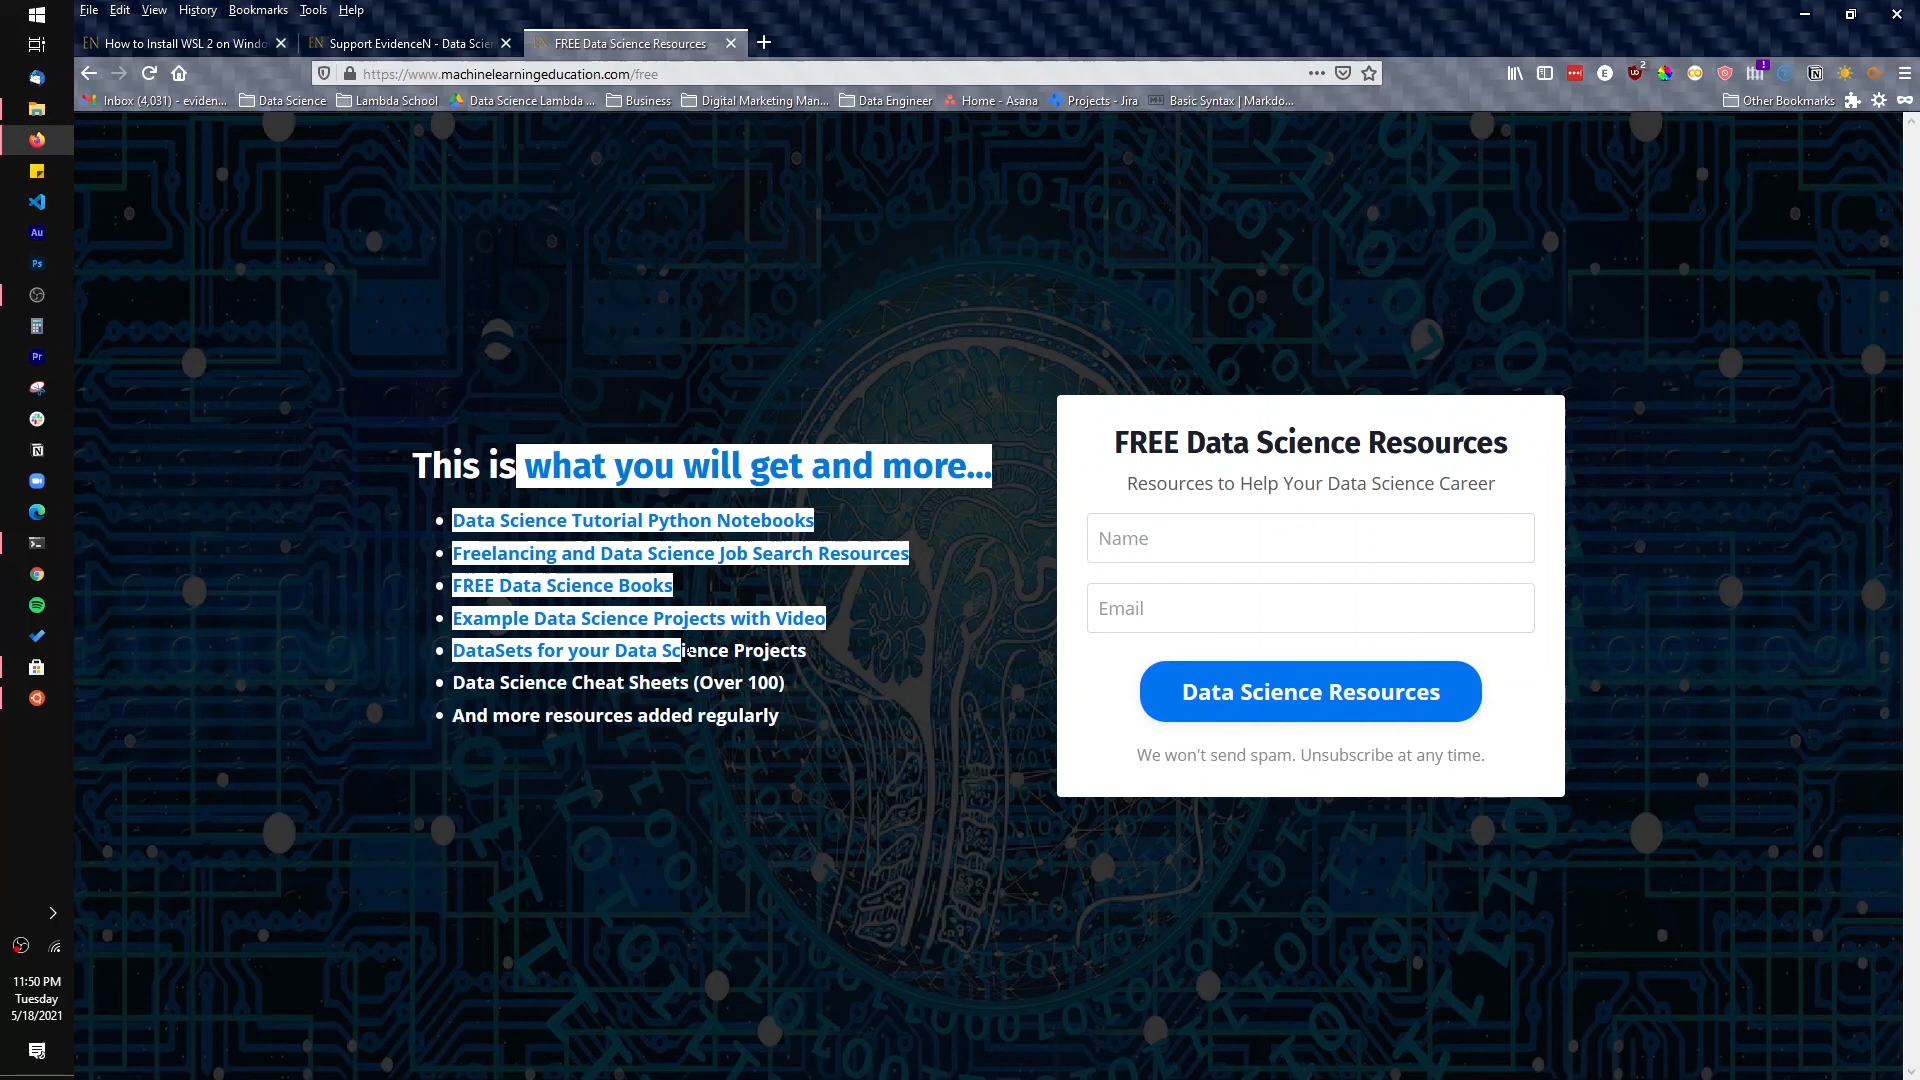 File Edit View History Bookmarks Tools Help
How to Install WSL 2 on Windo
Support EvidenceN - Data Scien
FREE Data Science Resources
https://www.machinelearningeducation.com/free
Inbox (4,031) - eviden... Data Science Lambda School Data Science Lambda ... Business Digital Marketing Man... Data Engineer Home - Asana Projects - Jira Basic Syntax | Markdo... Other Bookmarks
This is what you will get and more...
Data Science Tutorial Python Notebooks
Freelancing and Data Science Job Search Resources
FREE Data Science Books
Example Data Science Projects with Video
DataSets for your Data Science Projects
Data Science Cheat Sheets (Over 100)
And more resources added regularly
FREE Data Science Resources
Resources to Help Your Data Science Career
Name
Email
Data Science Resources
We won't send spam. Unsubscribe at any time.
Au
Ps
Pr
11:50 PM
Tuesday
5/18/2021